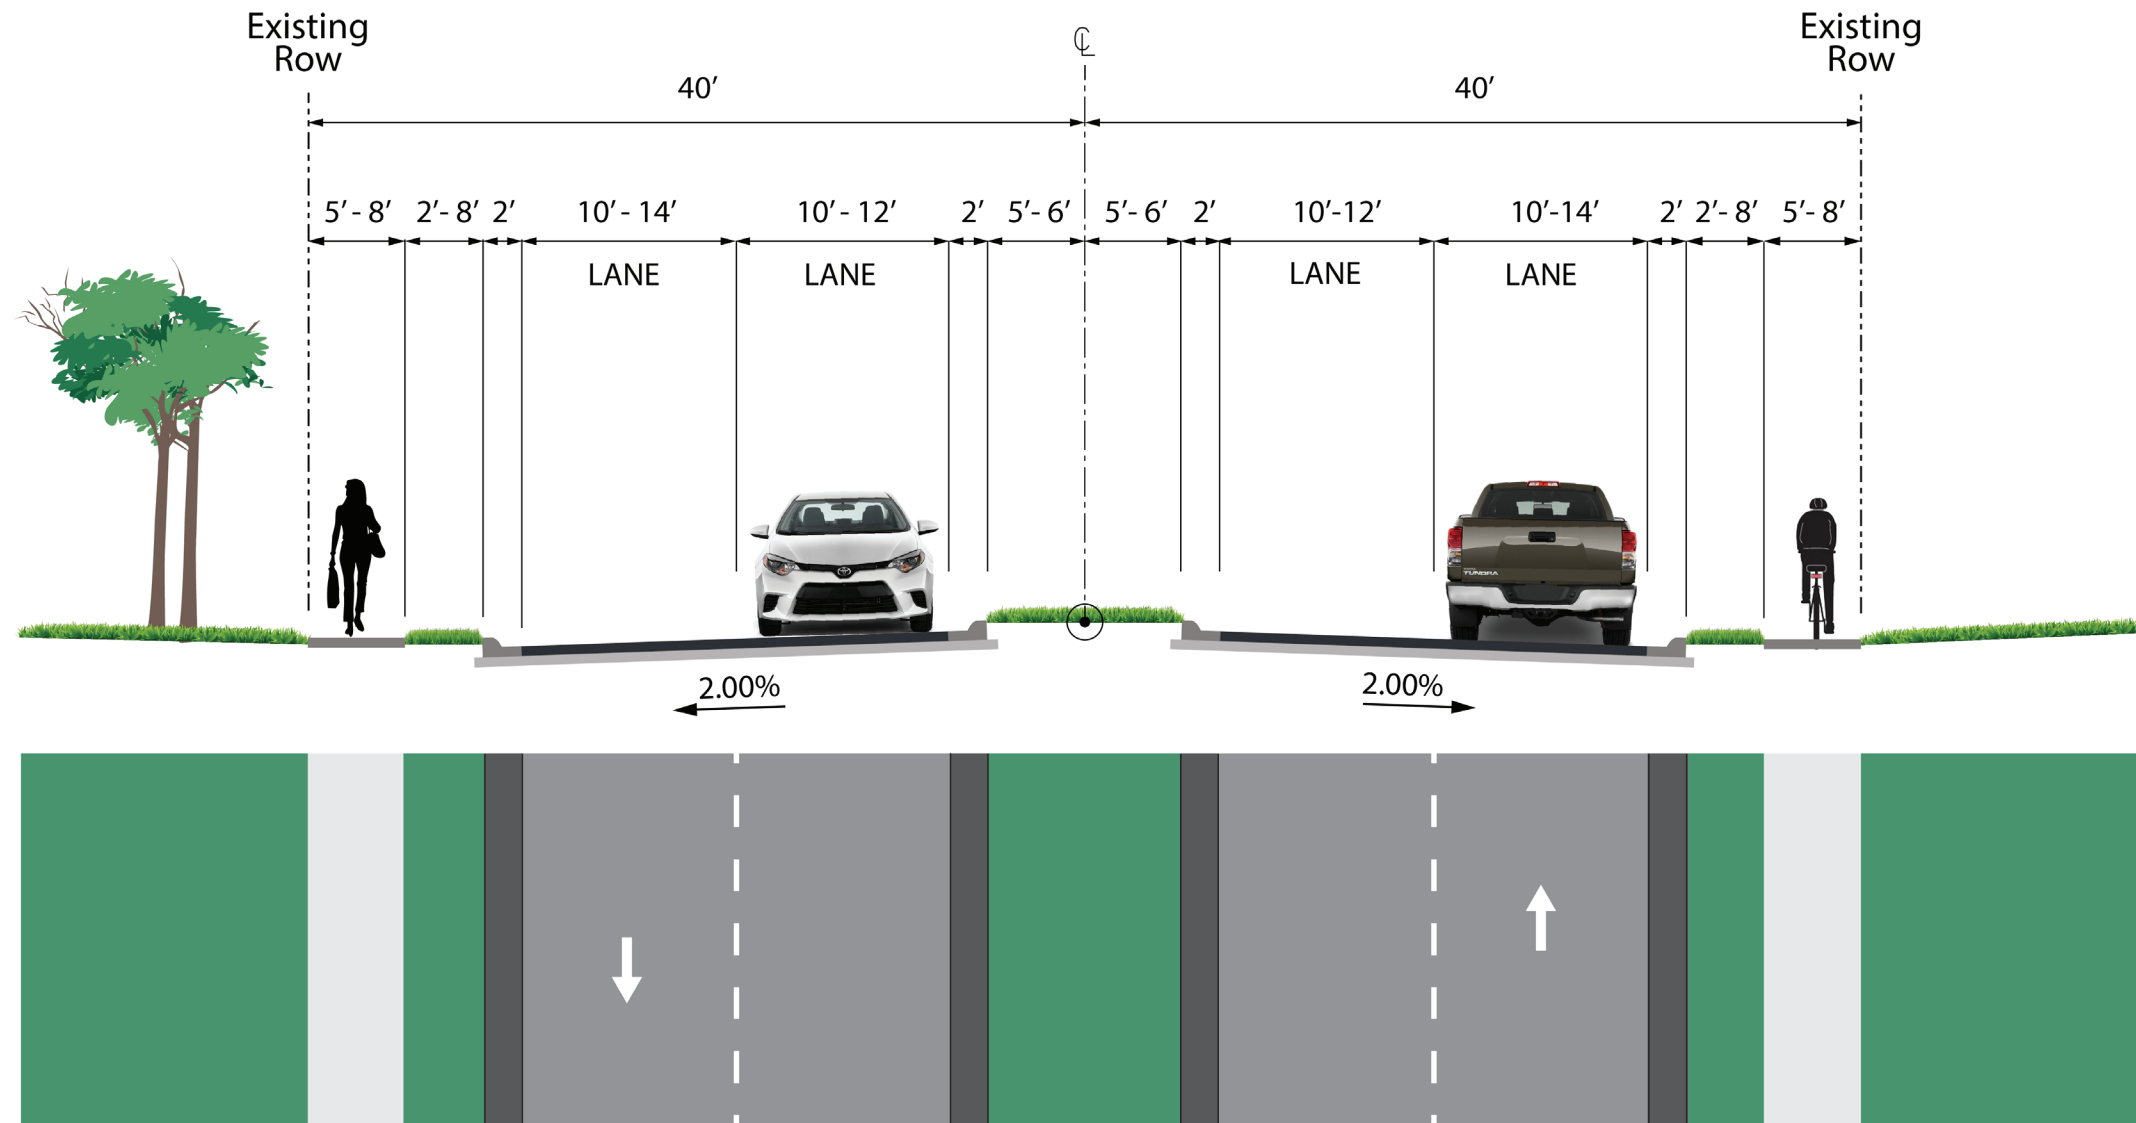 Existing
Row
℄
Existing
Row
40’
40’
5’- 8’ 2’- 8’ 2’ 10’ - 14’ 10’ - 12’ 2’ 5’- 6’ 5’- 6’ 2’ 10’-12’ 10’-14’ 2’ 2’- 8’ 5’- 8’
LANE LANE LANE LANE
TUNDRA
2.00% 2.00%